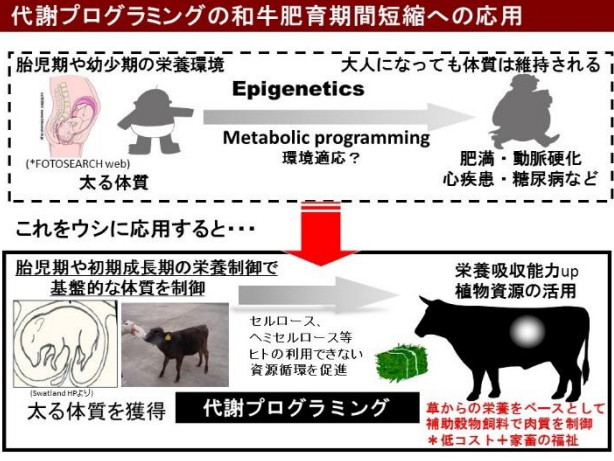 代謝プログラミングの和牛肥育期間短縮への応用
胎児期や幼少期の栄養環境
大人になっても体質は維持される
Epigenetics
Metabolic programming
環境適応？
(*FOTOSEARCH web)
太る体質
肥満・動脈硬化
心疾患・糖尿病など
これをウシに応用すると・・・
胎児期や初期成長期の栄養制御で
基盤的な体質を制御
栄養吸収能力up
植物資源の活用
セルロース、
ヘミセルロース等
ヒトの利用できない
資源循環を促進
(Swatland HPより)
太る体質を獲得
代謝プログラミング
草からの栄養をベースとして
補助穀物飼料で肉質を制御
＊低コスト＋家畜の福祉